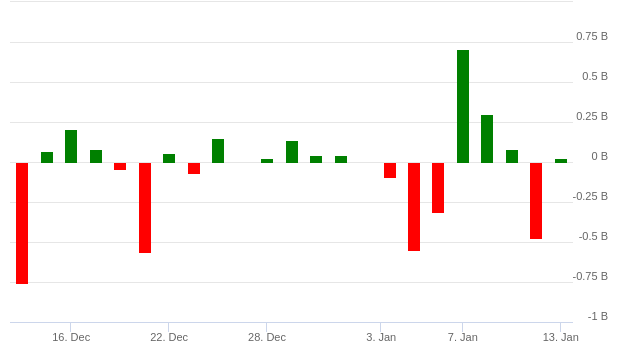 0.75 B
0.5 B
0.25 B
0 B
-0.25 B
-0.5 B
-0.75 B
-1 B
16. Dec 22. Dec 28. Dec 3. Jan 7. Jan 13. Jan